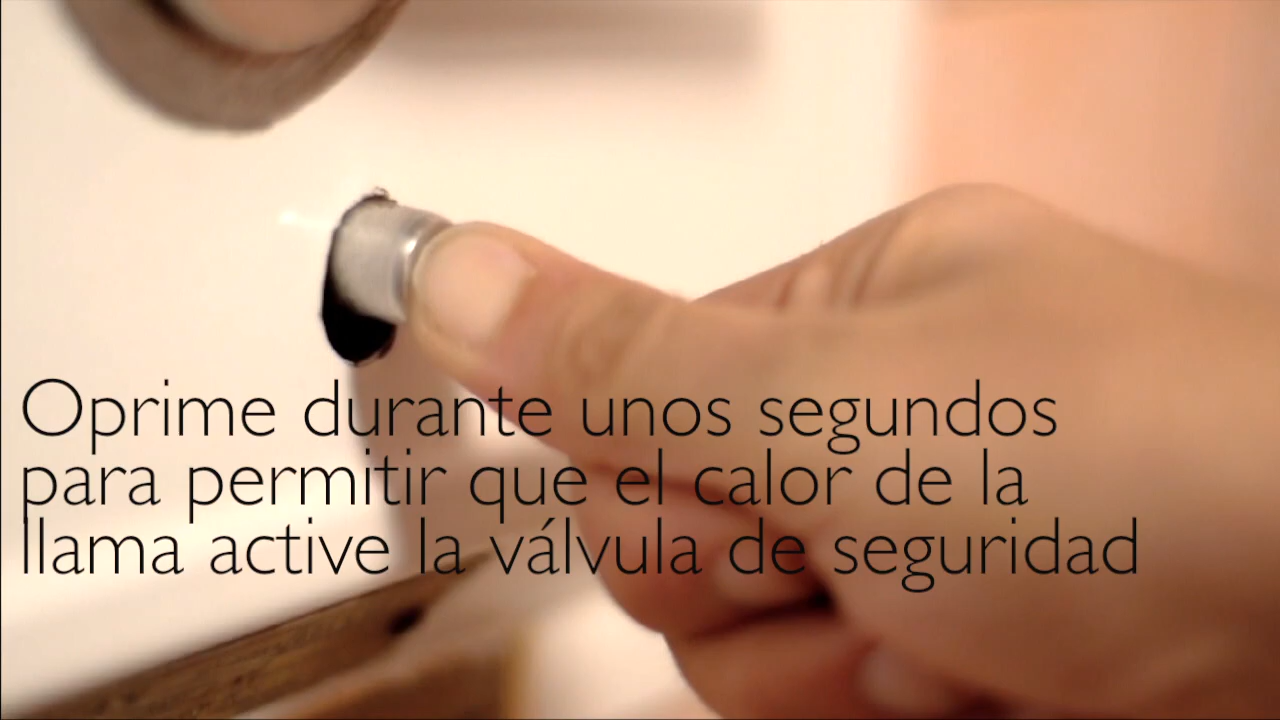 Oprime durante unos segundos
para permitir que el calor de la
llama active la válvula de seguridad